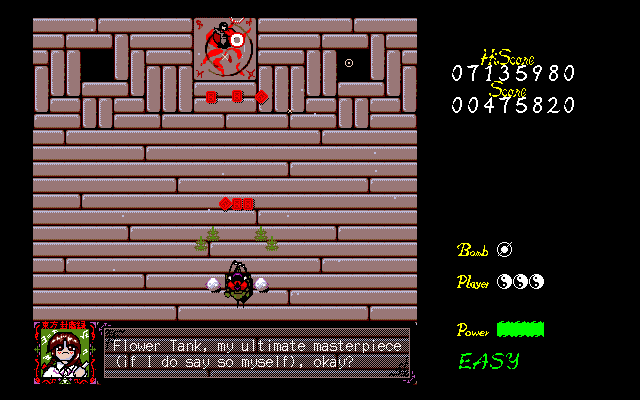 HiScore
07135980
Score
00475820
Bomb
Player
Power
EASY
Flower Tank, my ultimate masterpiece
(if I do say so myself), okay?